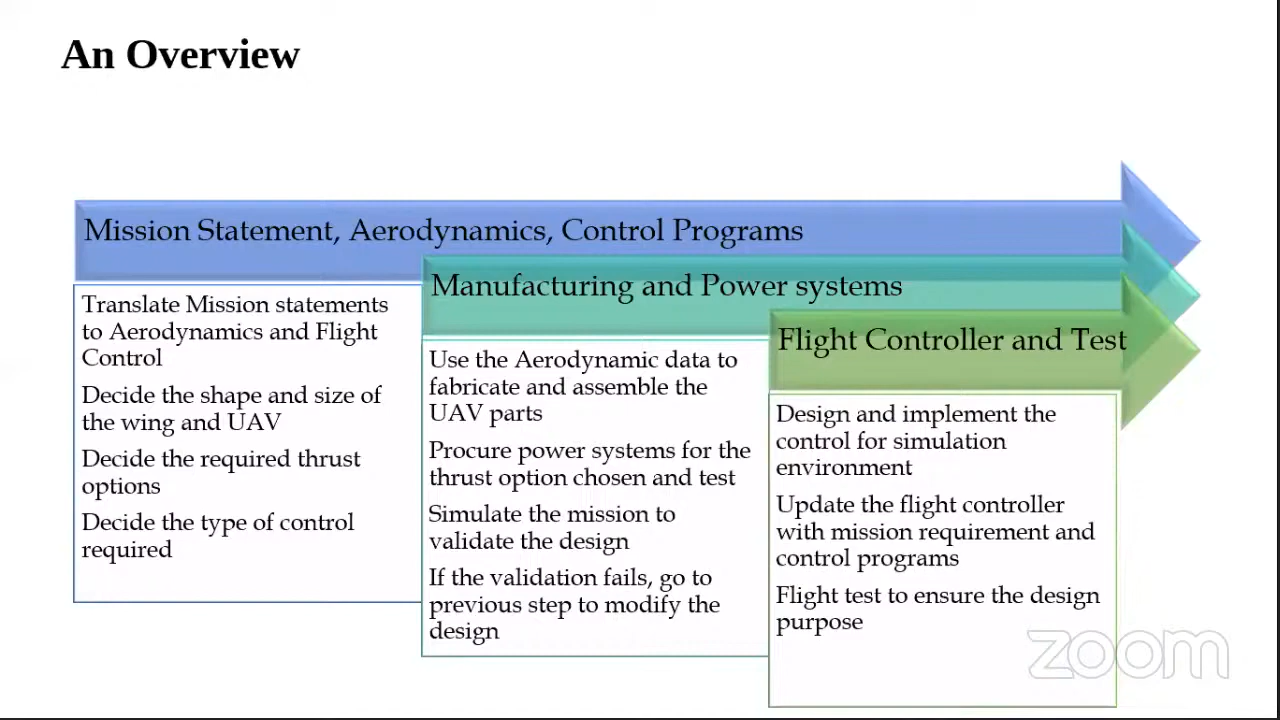 An Overview
Mission Statement, Aerodynamics, Control Programs
Translate Mission statements
to Aerodynamics and Flight
Control
Decide the shape and size of
the wing and UAV
Decide the required thrust
options
Decide the type of control
required
Manufacturing and Power systems
Use the Aerodynamic data to
fabricate and assemble the
UAV parts
Procure power systems for the
thrust option chosen and test
Simulate the mission to
validate the design
If the validation fails, go to
previous step to modify the
design
Flight Controller and Test
Design and implement the
control for simulation
environment
Update the flight controller
with mission requirement and
control programs
Flight test to ensure the design
purpose
zoom